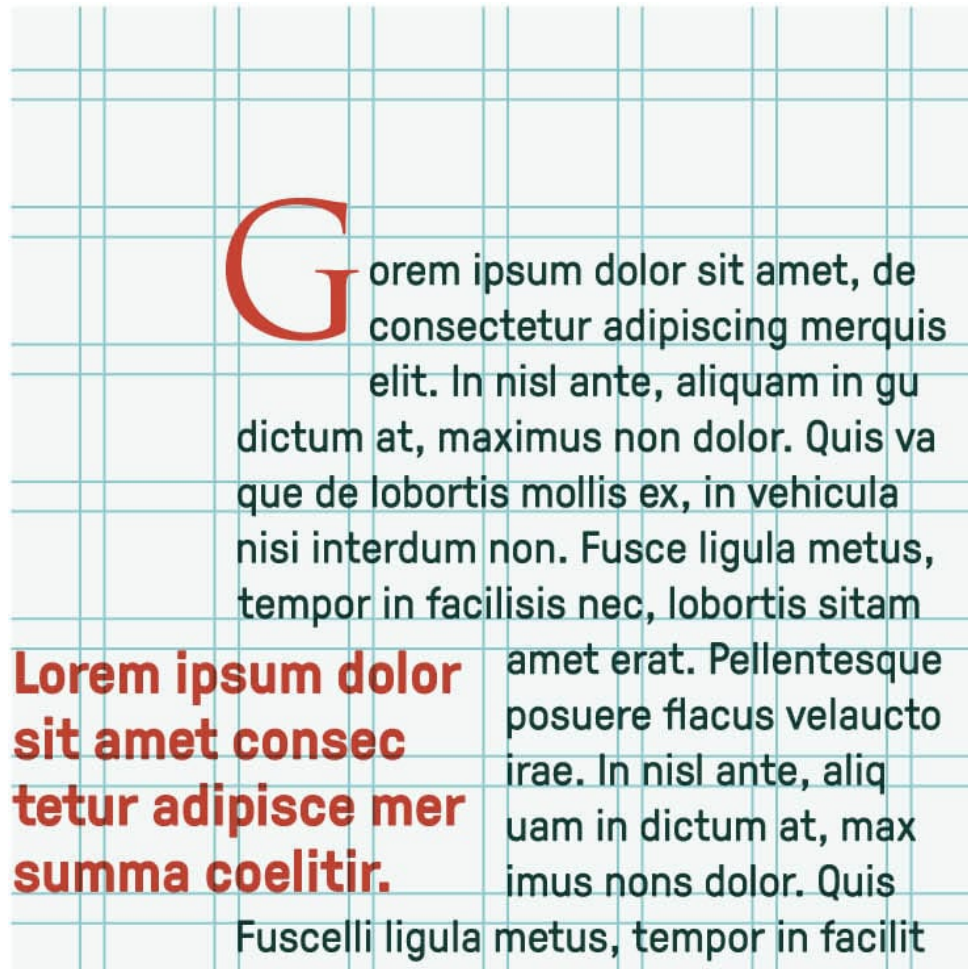 Gorem ipsum dolor sit amet, de
consectetur adipiscing merquis
elit. In nisl ante, aliquam in gu
dictum at, maximus non dolor. Quis va
que de lobortis mollis ex, in vehicula
nisi interdum non. Fusce ligula metus,
tempor in facilisis nec, lobortis sitam
amet erat. Pellentesque
posuere flacus velaucto
irae. In nisl ante, aliq
uam in dictum at, max
imus nons dolor. Quis
Fuscelli ligula metus, tempor in facilit
Lorem ipsum dolor
sit amet consec
tetur adipisce mer
summa coelitir.